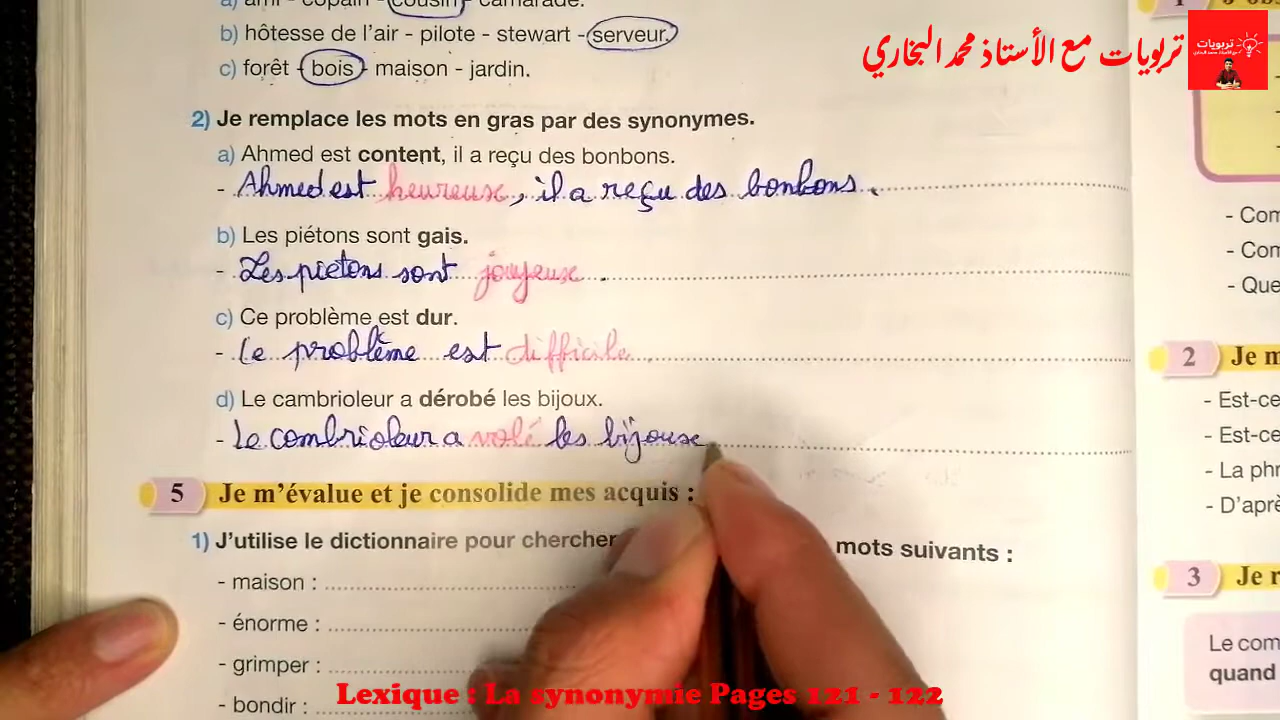 a) ami - copain - cousin - camarade.
b) hôtesse de l'air - pilote - stewart - serveur.
c) forêt - bois - maison - jardin.
تربويات مع الأستاذ محمد البخاري
تربويات
2) Je remplace les mots en gras par des synonymes.
a) Ahmed est content, il a reçu des bonbons.
- Ahmed est heureuse, il a reçu des bonbons.
b) Les piétons sont gais.
- Les pietons sont joyeuse.
c) Ce problème est dur.
- Ce problème est difficile.
d) Le cambrioleur a dérobé les bijoux.
- Le combrioleur a volé les bijouse
5 Je m'évalue et je consolide mes acquis :
1) J'utilise le dictionnaire pour chercher mots suivants :
- maison :
- énorme :
- grimper :
- bondir :
1
- Com
- Com
- Que
2 Je m
- Est-ce
- Est-ce
- La phr
- D'aprè
3 Je r
Le com
quand
Lexique : La synonymie Pages 121 - 122